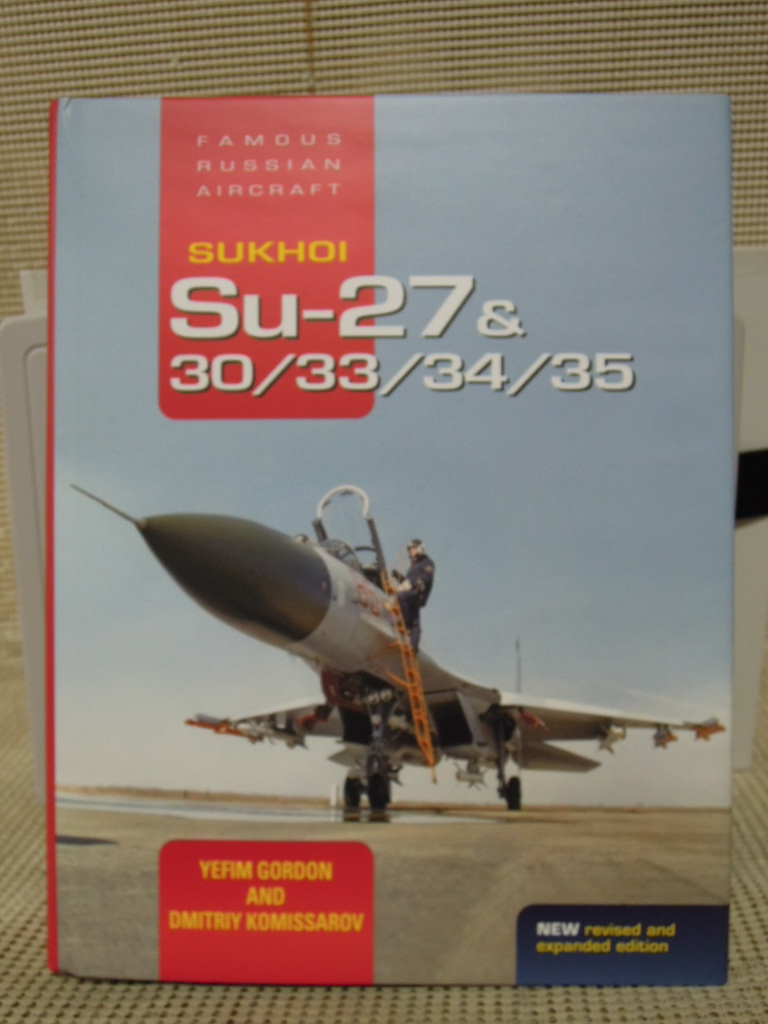 FAMOUS
RUSSIAN
AIRCRAFT
SUKHOI
Su-27 &
30/33/34/35
YEFIM GORDON
AND
DMITRIY KOMISSAROV
NEW revised and
expanded edition